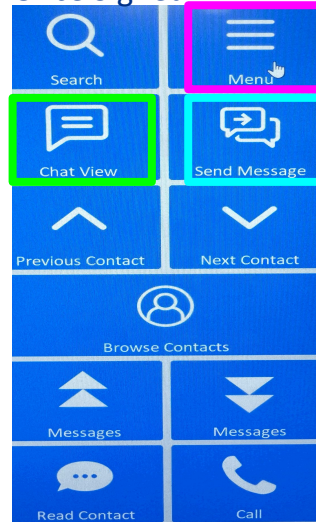 Search
Menu
Chat View
Send Message
Previous Contact
Next Contact
Browse Contacts
Messages
Messages
Read Contact
Call